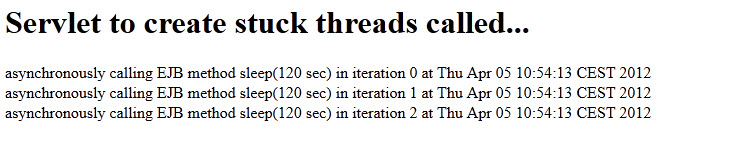 Servlet to create stuck threads called...
asynchronously calling EJB method sleep(120 sec) in iteration 0 at Thu Apr 05 10:54:13 CEST 2012
asynchronously calling EJB method sleep(120 sec) in iteration 1 at Thu Apr 05 10:54:13 CEST 2012
asynchronously calling EJB method sleep(120 sec) in iteration 2 at Thu Apr 05 10:54:13 CEST 2012